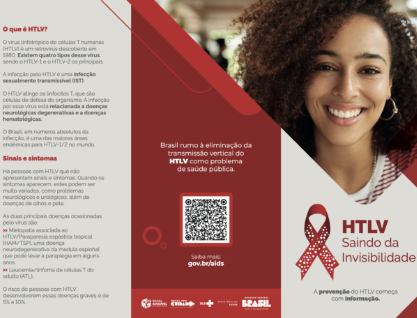 O que é HTLV?
O vírus linfotrópico de células T humanas
(HTLV) é um retrovírus descoberto em
1980. Existem quatro tipos desse vírus,
sendo o HTLV-1 e o HTLV-2 os principais.
A infecção pelo HTLV é uma infecção
sexualmente transmissível (IST).
O HTLV atinge os linfócitos T, que são
células de defesa do organismo. A infecção
por esse vírus está relacionada a doenças
neurológicas degenerativas e a doenças
hematológicas.
O Brasil, em números absolutos da
infecção, é uma das maiores áreas
endêmicas para HTLV-1/2 no mundo.
Sinais e sintomas
Há pessoas com HTLV que não
apresentam sinais e sintomas. Quando os
sintomas aparecem, estes podem ser
muito variados, como problemas
neurológicos e urológicos, além de
doenças de olhos e pele.
As duas principais doenças ocasionadas
pelo vírus são:
Mielopatia associada ao
HTLV/Paraparesia espástica tropical
(HAM/TSP), uma doença
neurodegenerativa da medula espinhal
que pode levar a paraplegia em alguns
anos.
Leucemia/linfoma de células T do
adulto (ATL).
O risco de pessoas com HTLV
desenvolverem essas doenças graves é de
5% a 10%.
Brasil rumo à eliminação da
transmissão vertical do
HTLV como problema
de saúde pública.
Saiba mais:
gov.br/aids
SUS
BRASIL
HTLV
Saindo da
Invisibilidade
A prevenção do HTLV começa
com informação.